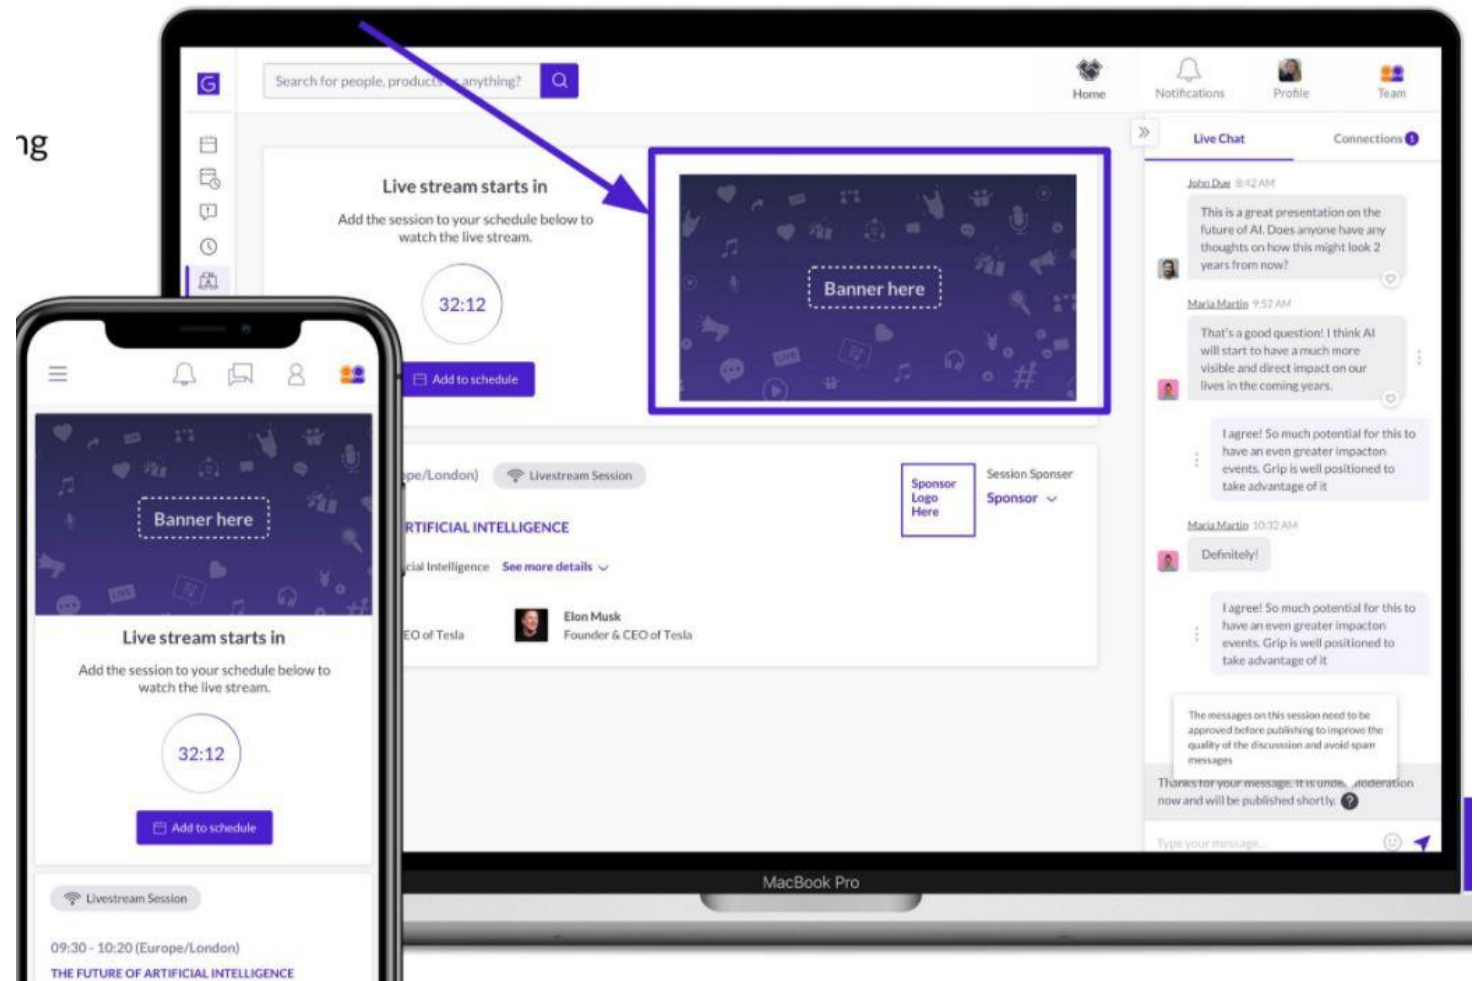 ng
G
Search for people, products or anything?
Home
Notifications
Profile
Team
Live stream starts in
Add the session to your schedule below to
watch the live stream.
32:12
Add to schedule
Banner here
LIVE
#
Live Chat
Connections 1
John Due 8:42 AM
This is a great presentation on the
future of AI. Does anyone have any
thoughts on how this might look 2
years from now?
Maria Martin 9:52 AM
That's a good question! I think AI
will start to have a much more
visible and direct impact on our
lives in the coming years.
I agree! So much potential for this to
have an even greater impacton
events. Grip is well positioned to
take advantage of it
Maria Martin 10:32 AM
Definitely!
I agree! So much potential for this to
have an even greater impacton
events. Grip is well positioned to
take advantage of it
The messages on this session need to be
approved before publishing to improve the
quality of the discusssion and avoid spam
messages
Thanks for your message. It is under moderation
now and will be published shortly. ?
Type your message...
ope/London)
Livestream Session
RTIFICIAL INTELLIGENCE
cial Intelligence See more details
EO of Tesla
Elon Musk
Founder & CEO of Tesla
Sponsor
Logo
Here
Session Sponser
Sponsor
MacBook Pro
Banner here
LIVE
#
Live stream starts in
Add the session to your schedule below to
watch the live stream.
32:12
Add to schedule
Livestream Session
09:30 - 10:20 (Europe/London)
THE FUTURE OF ARTIFICIAL INTELLIGENCE